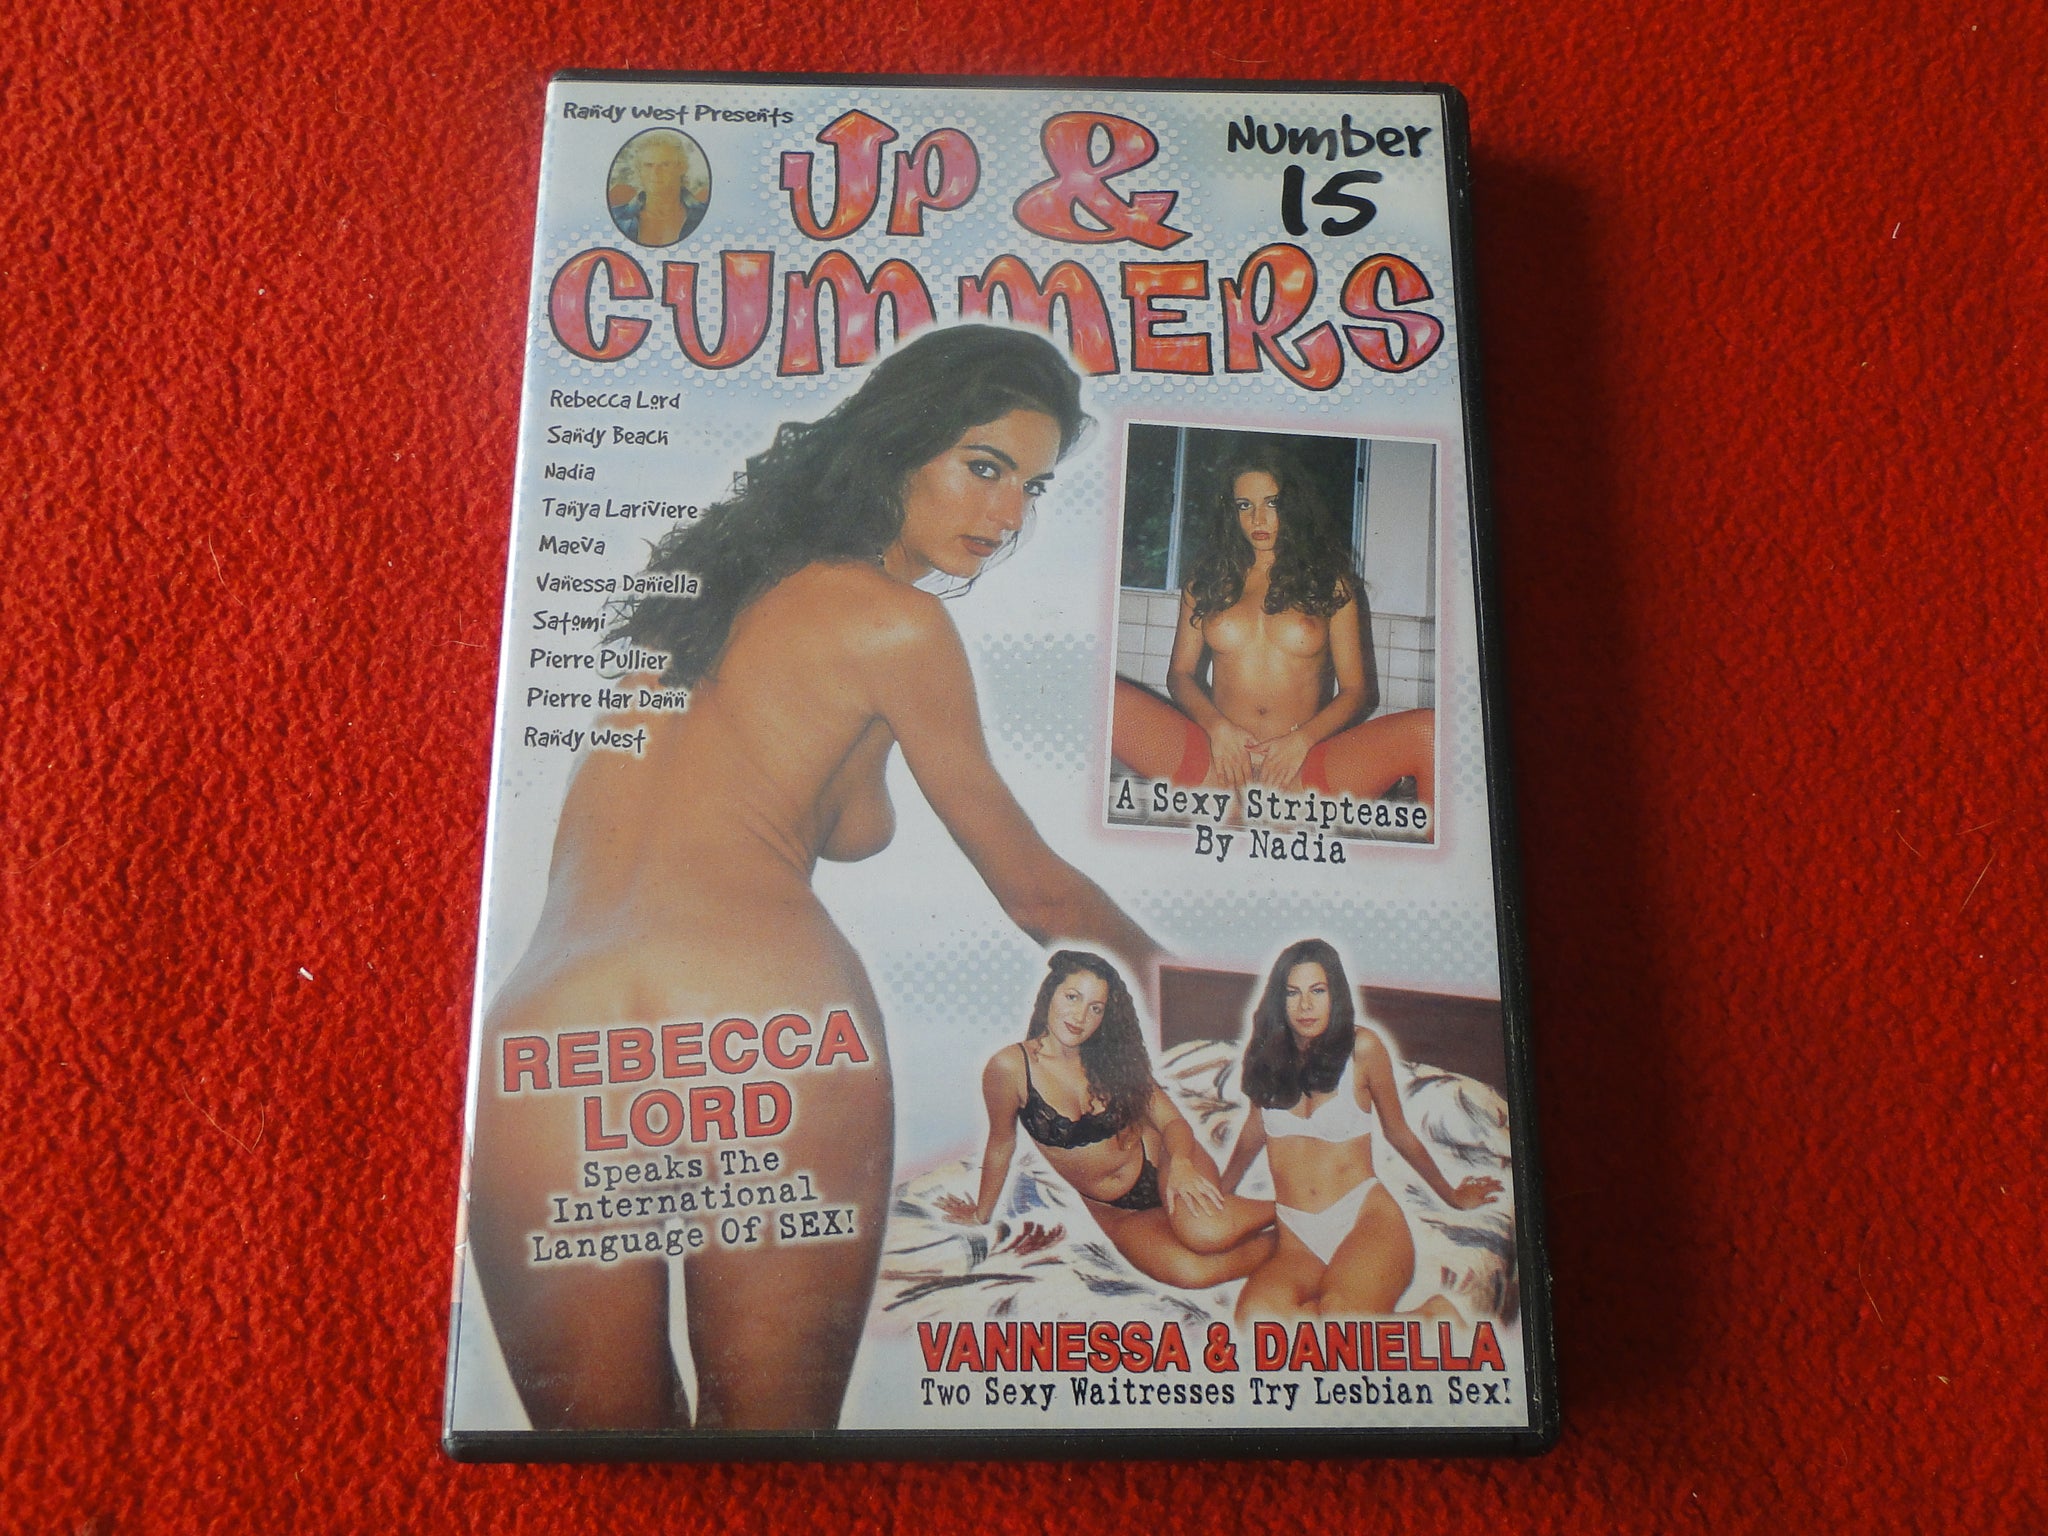 Randy West Presents
Up &
Number
15
Cummers
Rebecca Lord
Sandy Beach
Nadia
Tanya Lariviere
Maeva
Vanessa Daniella
Satomi
Pierre Pullier
Pierre Har Dann
Randy West
A Sexy Striptease
By Nadia
REBECCA
LORD
Speaks The
International
Language Of SEX!
VANNESSA & DANIELLA
Two Sexy Waitresses Try Lesbian Sex!